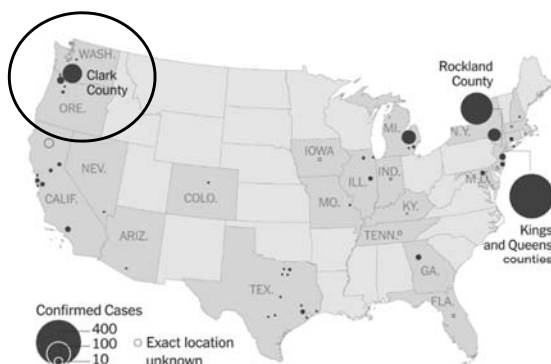 WASH.
Clark
County
ORE.
Rockland
County
MI.
N.Y.
IOWA
NEV.
ILL.
IND.
M.D.
COLO.
CALIF.
MO.
KY.
Kings
and Queens
counties
TENN.
ARIZ.
GA.
TEX.
FLA.
Confirmed Cases
400
100
10
Exact location
unknown